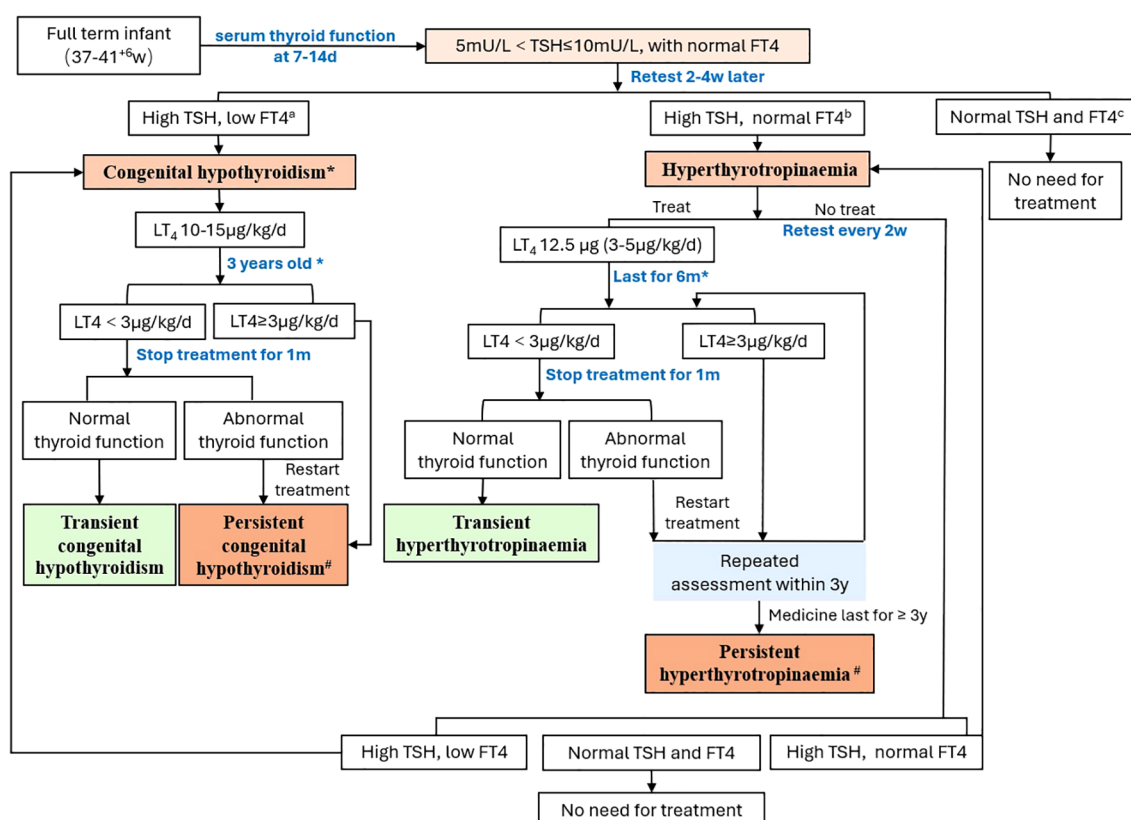 Full term infant
(37-41+6w)
serum thyroid function
at 7-14d
5mU/L < TSH≤10mU/L, with normal FT4
Retest 2-4w later
High TSH, low FT4a
High TSH, normal FT4b
Normal TSH and FT4c
Congenital hypothyroidism*
Hyperthyrotropinaemia
No need for
treatment
LT4 10-15μg/kg/d
Treat
No treat
Retest every 2w
LT4 12.5 μg (3-5μg/kg/d)
3 years old *
Last for 6m*
LT4 < 3μg/kg/d
LT4≥3μg/kg/d
LT4 < 3μg/kg/d
LT4≥3μg/kg/d
Stop treatment for 1m
Stop treatment for 1m
Normal
thyroid function
Abnormal
thyroid function
Normal
thyroid function
Abnormal
thyroid function
Restart
treatment
Restart
treatment
Transient
congenital
hypothyroidism
Persistent
congenital
hypothyroidism#
Transient
hyperthyrotropinaemia
Repeated
assessment within 3y
Medicine last for ≥ 3y
Persistent
hyperthyrotropinaemia #
High TSH, low FT4
Normal TSH and FT4
High TSH, normal FT4
No need for treatment